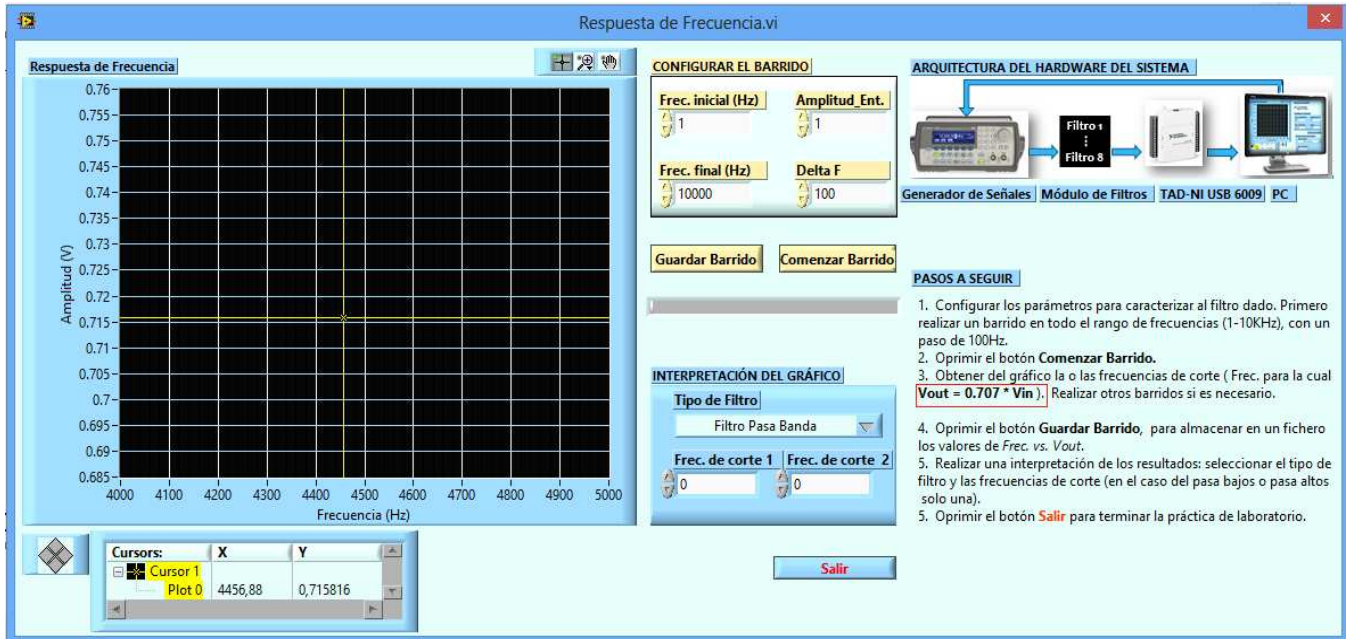 Respuesta de Frecuencia.vi
Respuesta de Frecuencia
0.76
0.755
0.75
0.745
0.74
0.735
0.73
0.725
0.72
0.715
0.71
0.705
0.7
0.695
0.69
0.685
Amplitud (V)
4000 4100 4200 4300 4400 4500 4600 4700 4800 4900 5000
Frecuencia (Hz)
Cursors: X Y
Cursor 1
Plot 0 4456,88 0,715816
CONFIGURAR EL BARRIDO
Frec. inicial (Hz) Amplitud_Ent.
1 1
Frec. final (Hz) Delta F
10000 100
Guardar Barrido Comenzar Barrido
INTERPRETACIÓN DEL GRÁFICO
Tipo de Filtro
Filtro Pasa Banda
Frec. de corte 1 Frec. de corte 2
0 0
Salir
ARQUITECTURA DEL HARDWARE DEL SISTEMA
Filtro 1
⋮
Filtro 8
Generador de Señales Módulo de Filtros TAD-NI USB 6009 PC
PASOS A SEGUIR
1. Configurar los parámetros para caracterizar al filtro dado. Primero
realizar un barrido en todo el rango de frecuencias (1-10KHz), con un
paso de 100Hz.
2. Oprimir el botón Comenzar Barrido.
3. Obtener del gráfico la o las frecuencias de corte ( Frec. para la cual
Vout = 0.707 * Vin ). Realizar otros barridos si es necesario.
4. Oprimir el botón Guardar Barrido, para almacenar en un fichero
los valores de Frec. vs. Vout.
5. Realizar una interpretación de los resultados: seleccionar el tipo de
filtro y las frecuencias de corte (en el caso del pasa bajos o pasa altos
solo una).
5. Oprimir el botón Salir para terminar la práctica de laboratorio.